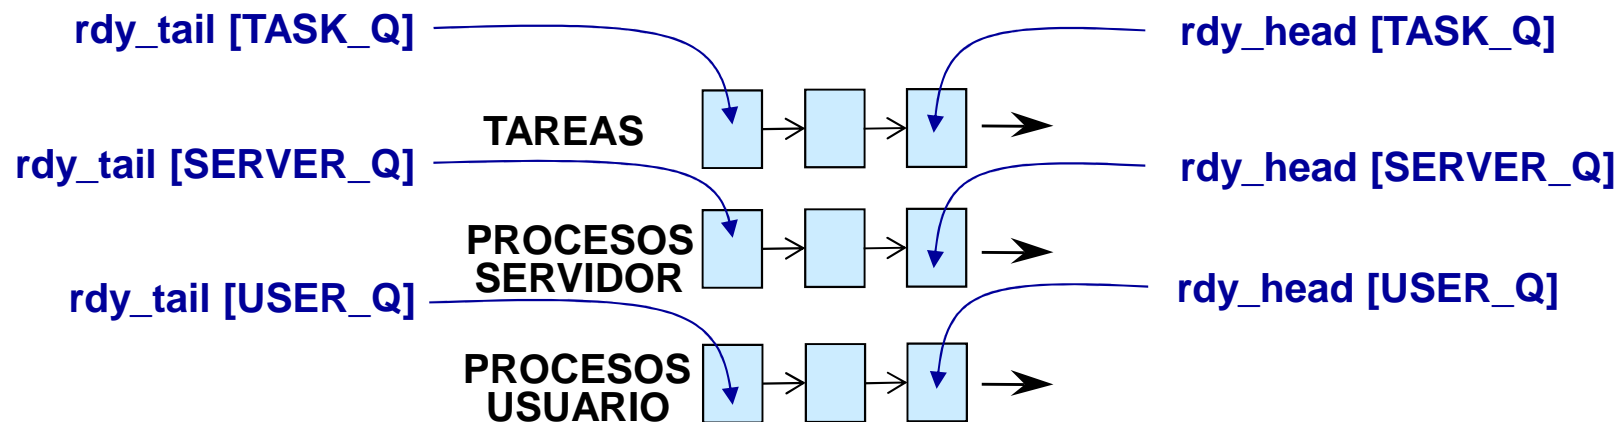 rdy_tail [TASK_Q]
rdy_head [TASK_Q]
TAREAS
rdy_tail [SERVER_Q]
rdy_head [SERVER_Q]
PROCESOS
SERVIDOR
rdy_tail [USER_Q]
rdy_head [USER_Q]
PROCESOS
USUARIO